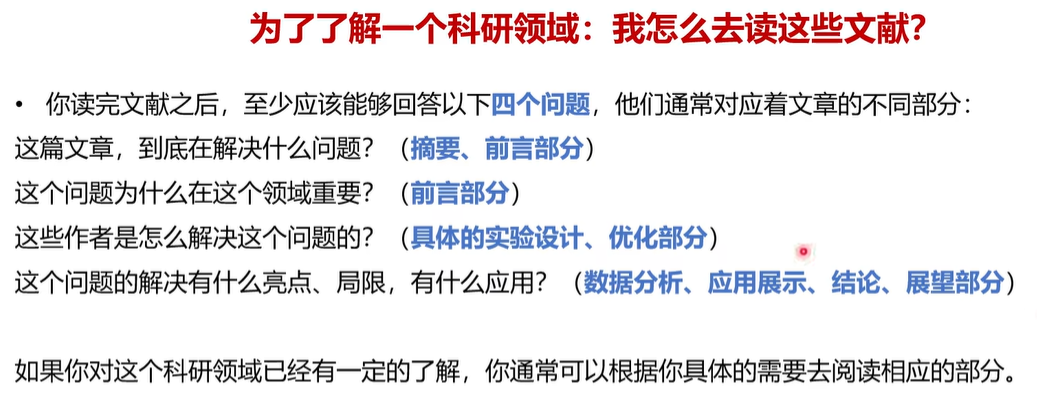 为了了解一个科研领域：我怎么去读这些文献？
• 你读完文献之后，至少应该能够回答以下四个问题，他们通常对应着文章的不同部分：
这篇文章，到底在解决什么问题？（摘要、前言部分）
这个问题为什么在这个领域重要？（前言部分）
这些作者是怎么解决这个问题的？（具体的实验设计、优化部分）
这个问题的解决有什么亮点、局限，有什么应用？（数据分析、应用展示、结论、展望部分）
如果你对这个科研领域已经有一定的了解，你通常可以根据你具体的需要去阅读相应的部分。